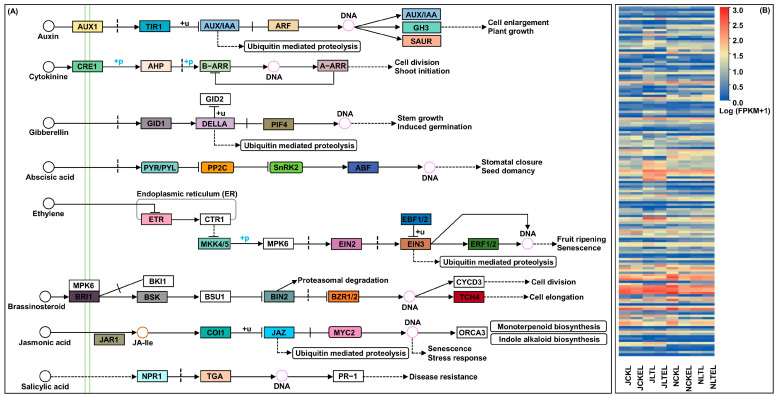 (A)
AUX1
TIR1
+u
AUX/IAA
ARF
DNA
AUX/IAA
GH3
SAUR
Cell enlargement
Plant growth
Auxin
Ubiquitin mediated proteolysis
CRE1
+p
AHP
+p
B-ARR
DNA
A-ARR
Cell division
Shoot initiation
Cytokinine
GID2
+u
GID1
DELLA
PIF4
DNA
Stem growth
Induced germination
Gibberellin
Ubiquitin mediated proteolysis
PYR/PYL
PP2C
SnRK2
ABF
DNA
Stomatal closure
Seed domancy
Abscisic acid
Endoplasmic reticulum (ER)
Ethylene
ETR
CTR1
EBF1/2
+u
DNA
MKK4/5
+p
MPK6
EIN2
EIN3
ERF1/2
Fruit ripening
Senescence
Ubiquitin mediated proteolysis
MPK6
BKI1
Proteasomal degradation
CYCD3
Cell division
BRI1
BSK
BSU1
BIN2
BZR1/2
DNA
TCH4
Cell elongation
Brassinosteroid
JAR1
JA-Ile
COI1
+u
JAZ
MYC2
DNA
ORCA3
Monoterpenoid biosynthesis
Indole alkaloid biosynthesis
Jasmonic acid
Ubiquitin mediated proteolysis
Senescence
Stress response
NPR1
TGA
DNA
PR-1
Disease resistance
Salicylic acid
(B)
3.0
2.5
2.0
1.5
1.0
0.5
0.0
Log (FPKM+1)
JCKL
JCKEL
JLTL
JLTEL
NCKL
NCKEL
NLTL
NLTEL